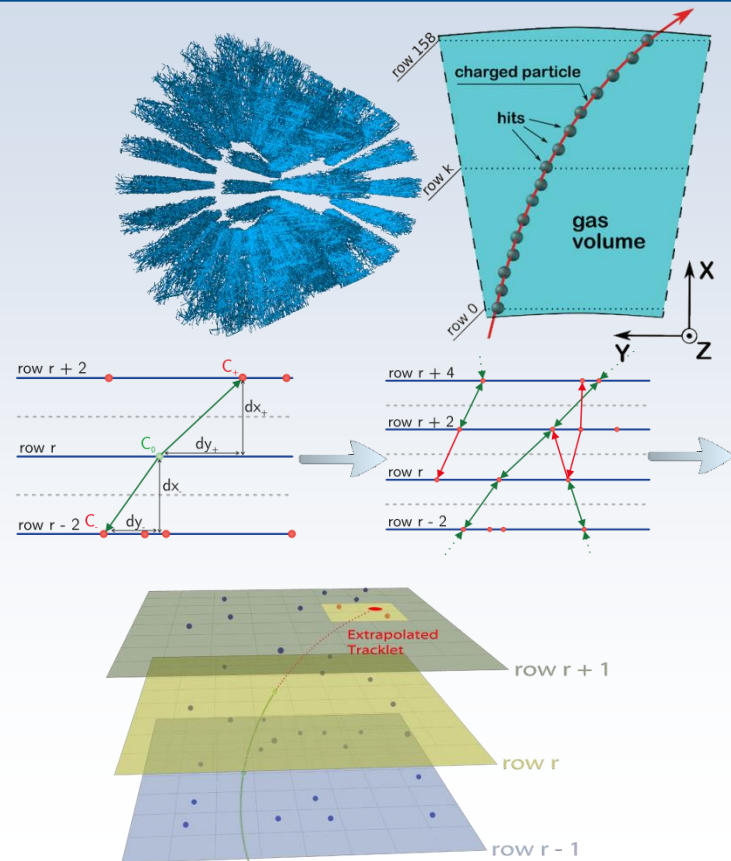 row 158
charged particle
hits
row k
gas
volume
row 0
X
Y
Z
row r + 2
C+
row r
C0
dy+
dx+
dx-
row r - 2
C-
dy-
row r + 4
row r + 2
row r
row r - 2
Extrapolated
Tracklet
row r + 1
row r
row r - 1